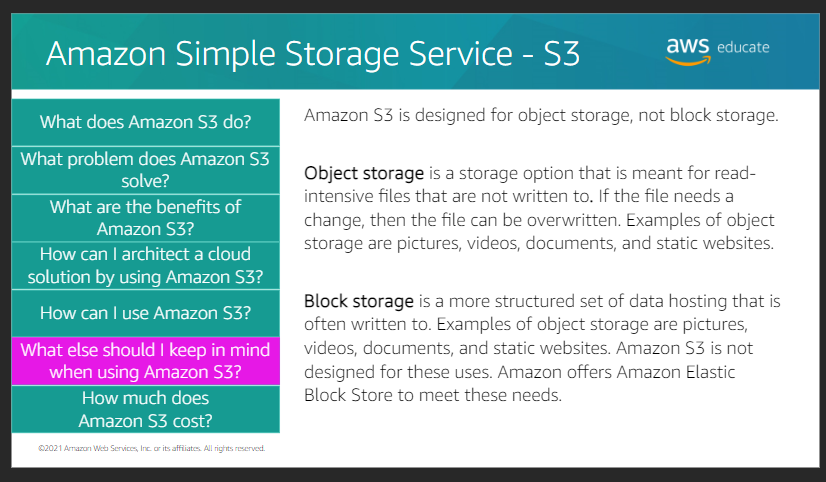 Amazon Simple Storage Service - S3
aws educate
What does Amazon S3 do?
What problem does Amazon S3
solve?
What are the benefits of
Amazon S3?
How can I architect a cloud
solution by using Amazon S3?
How can I use Amazon S3?
What else should I keep in mind
when using Amazon S3?
How much does
Amazon S3 cost?
Amazon S3 is designed for object storage, not block storage.
Object storage is a storage option that is meant for read-
intensive files that are not written to. If the file needs a
change, then the file can be overwritten. Examples of object
storage are pictures, videos, documents, and static websites.
Block storage is a more structured set of data hosting that is
often written to. Examples of object storage are pictures,
videos, documents, and static websites. Amazon S3 is not
designed for these uses. Amazon offers Amazon Elastic
Block Store to meet these needs.
©2021 Amazon Web Services, Inc. or its affiliates. All rights reserved.